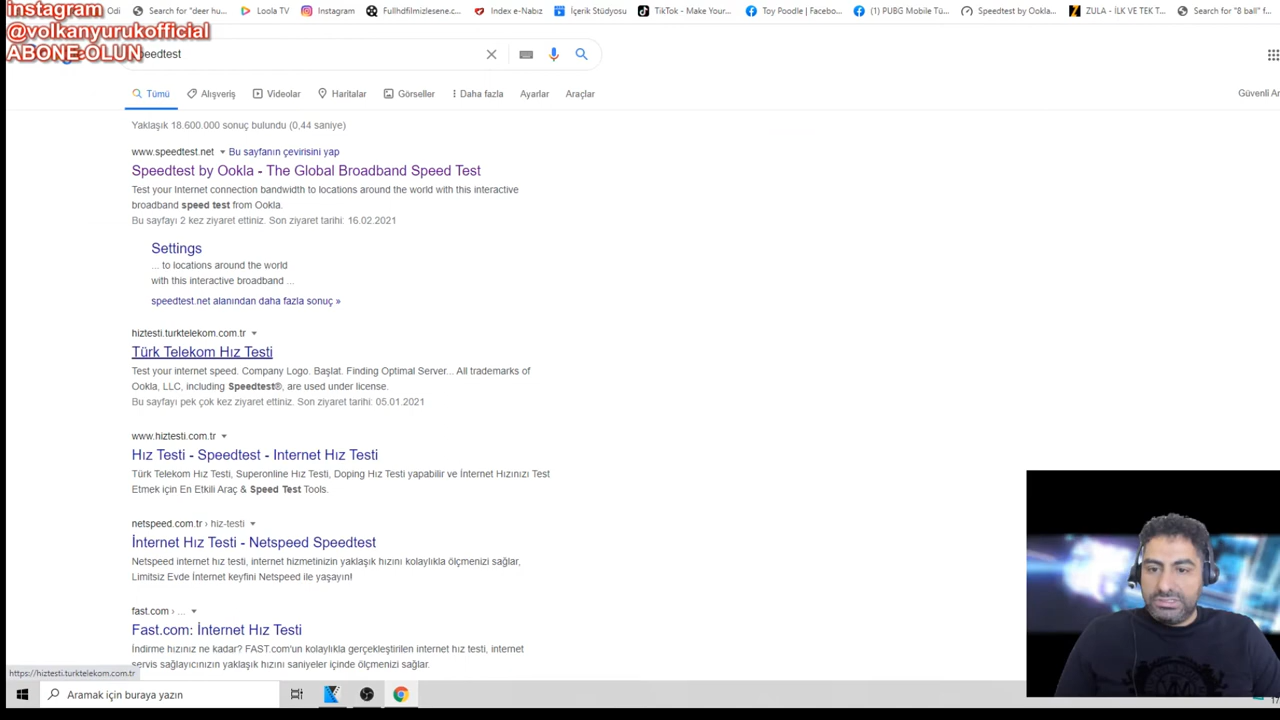 instagram
@volkanyurukofficial
ABONE OLUN
Odi
Search for "deer hu...
Loola TV
Instagram
Fullhdfilmizlesene.c...
Index e-Nabız
İçerik Stüdyosu
TikTok - Make Your...
Toy Poodle | Facebo...
(1) PUBG Mobile Tü...
Speedtest by Ookla...
ZULA - İLK VE TEK T...
Search for "8 ball" f...
peedtest
Tümü
Alışveriş
Videolar
Haritalar
Görseller
Daha fazla
Ayarlar
Araçlar
Güvenli Ar
Yaklaşık 18.600.000 sonuç bulundu (0,44 saniye)
www.speedtest.net ▾ Bu sayfanın çevirisini yap
Speedtest by Ookla - The Global Broadband Speed Test
Test your Internet connection bandwidth to locations around the world with this interactive
broadband speed test from Ookla.
Bu sayfayı 2 kez ziyaret ettiniz. Son ziyaret tarihi: 16.02.2021
Settings
... to locations around the world
with this interactive broadband ...
speedtest.net alanından daha fazla sonuç »
hiztesti.turktelekom.com.tr ▾
Türk Telekom Hız Testi
Test your internet speed. Company Logo. Başlat. Finding Optimal Server... All trademarks of
Ookla, LLC, including Speedtest®, are used under license.
Bu sayfayı pek çok kez ziyaret ettiniz. Son ziyaret tarihi: 05.01.2021
www.hiztesti.com.tr ▾
Hız Testi - Speedtest - Internet Hız Testi
Türk Telekom Hız Testi, Superonline Hız Testi, Doping Hız Testi yapabilir ve İnternet Hızınızı Test
Etmek için En Etkili Araç & Speed Test Tools.
netspeed.com.tr › hiz-testi ▾
İnternet Hız Testi - Netspeed Speedtest
Netspeed internet hız testi, internet hizmetinizin yaklaşık hızını kolaylıkla ölçmenizi sağlar,
Limitsiz Evde İnternet keyfini Netspeed ile yaşayın!
fast.com › ... ▾
Fast.com: İnternet Hız Testi
İndirme hızınız ne kadar? FAST.com'un kolaylıkla gerçekleştirilen internet hız testi, internet
servis sağlayıcınızın yaklaşık hızını saniyeler içinde ölçmenizi sağlar.
https://hiztesti.turktelekom.com.tr
Aramak için buraya yazın